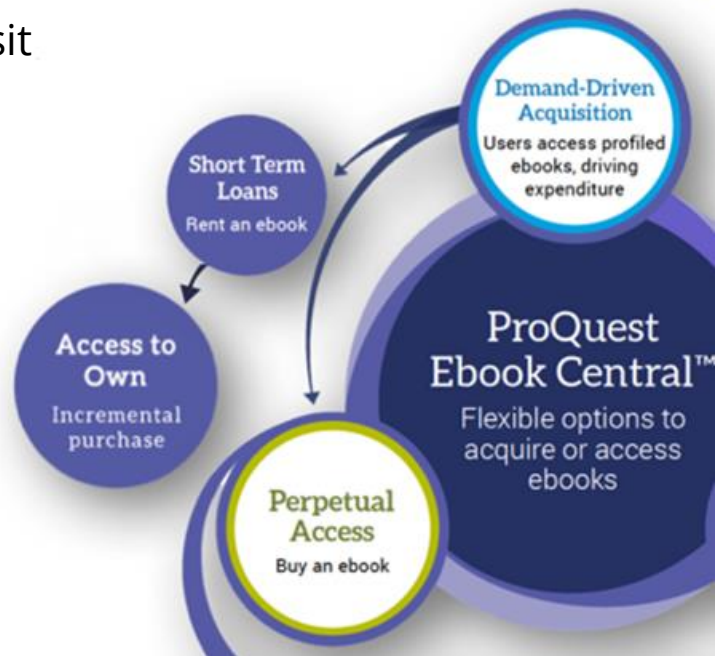 sit
Demand-Driven
Acquisition
Users access profiled
ebooks, driving
expenditure
Short Term
Loans
Rent an ebook
Access to
Own
Incremental
purchase
ProQuest
Ebook Central™
Flexible options to
acquire or access
ebooks
Perpetual
Access
Buy an ebook